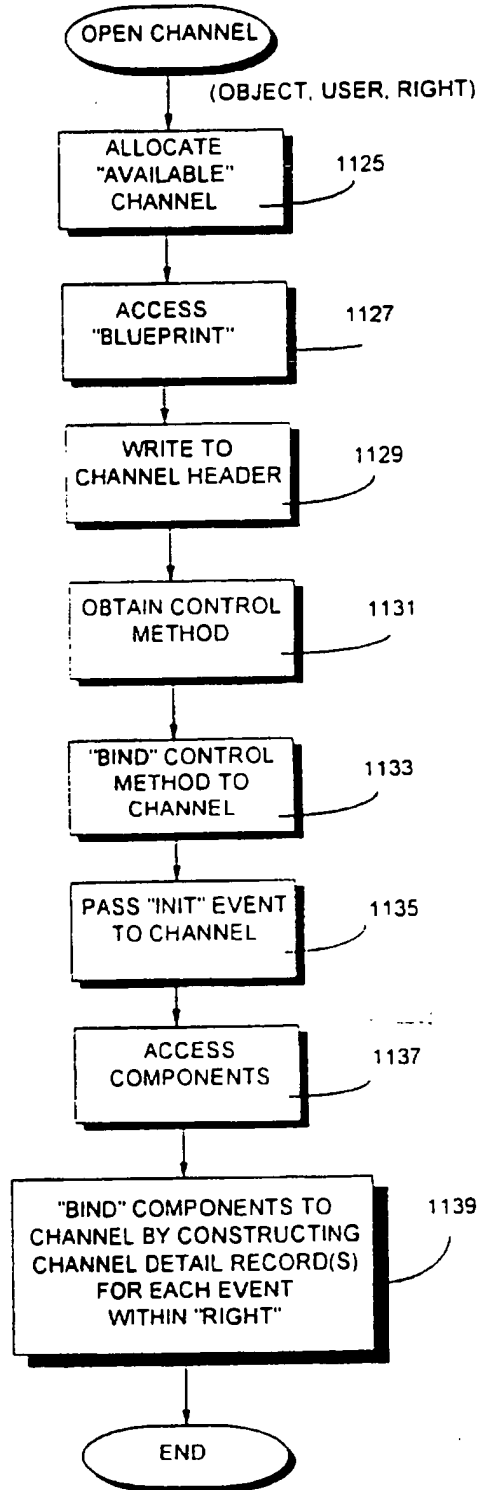 OPEN CHANNEL
(OBJECT, USER, RIGHT)
ALLOCATE
"AVAILABLE"
CHANNEL
1125
ACCESS
"BLUEPRINT"
1127
WRITE TO
CHANNEL HEADER
1129
OBTAIN CONTROL
METHOD
1131
"BIND" CONTROL
METHOD TO
CHANNEL
1133
PASS "INIT" EVENT
TO CHANNEL
1135
ACCESS
COMPONENTS
1137
"BIND" COMPONENTS TO
CHANNEL BY CONSTRUCTING
CHANNEL DETAIL RECORD(S)
FOR EACH EVENT
WITHIN "RIGHT"
1139
END